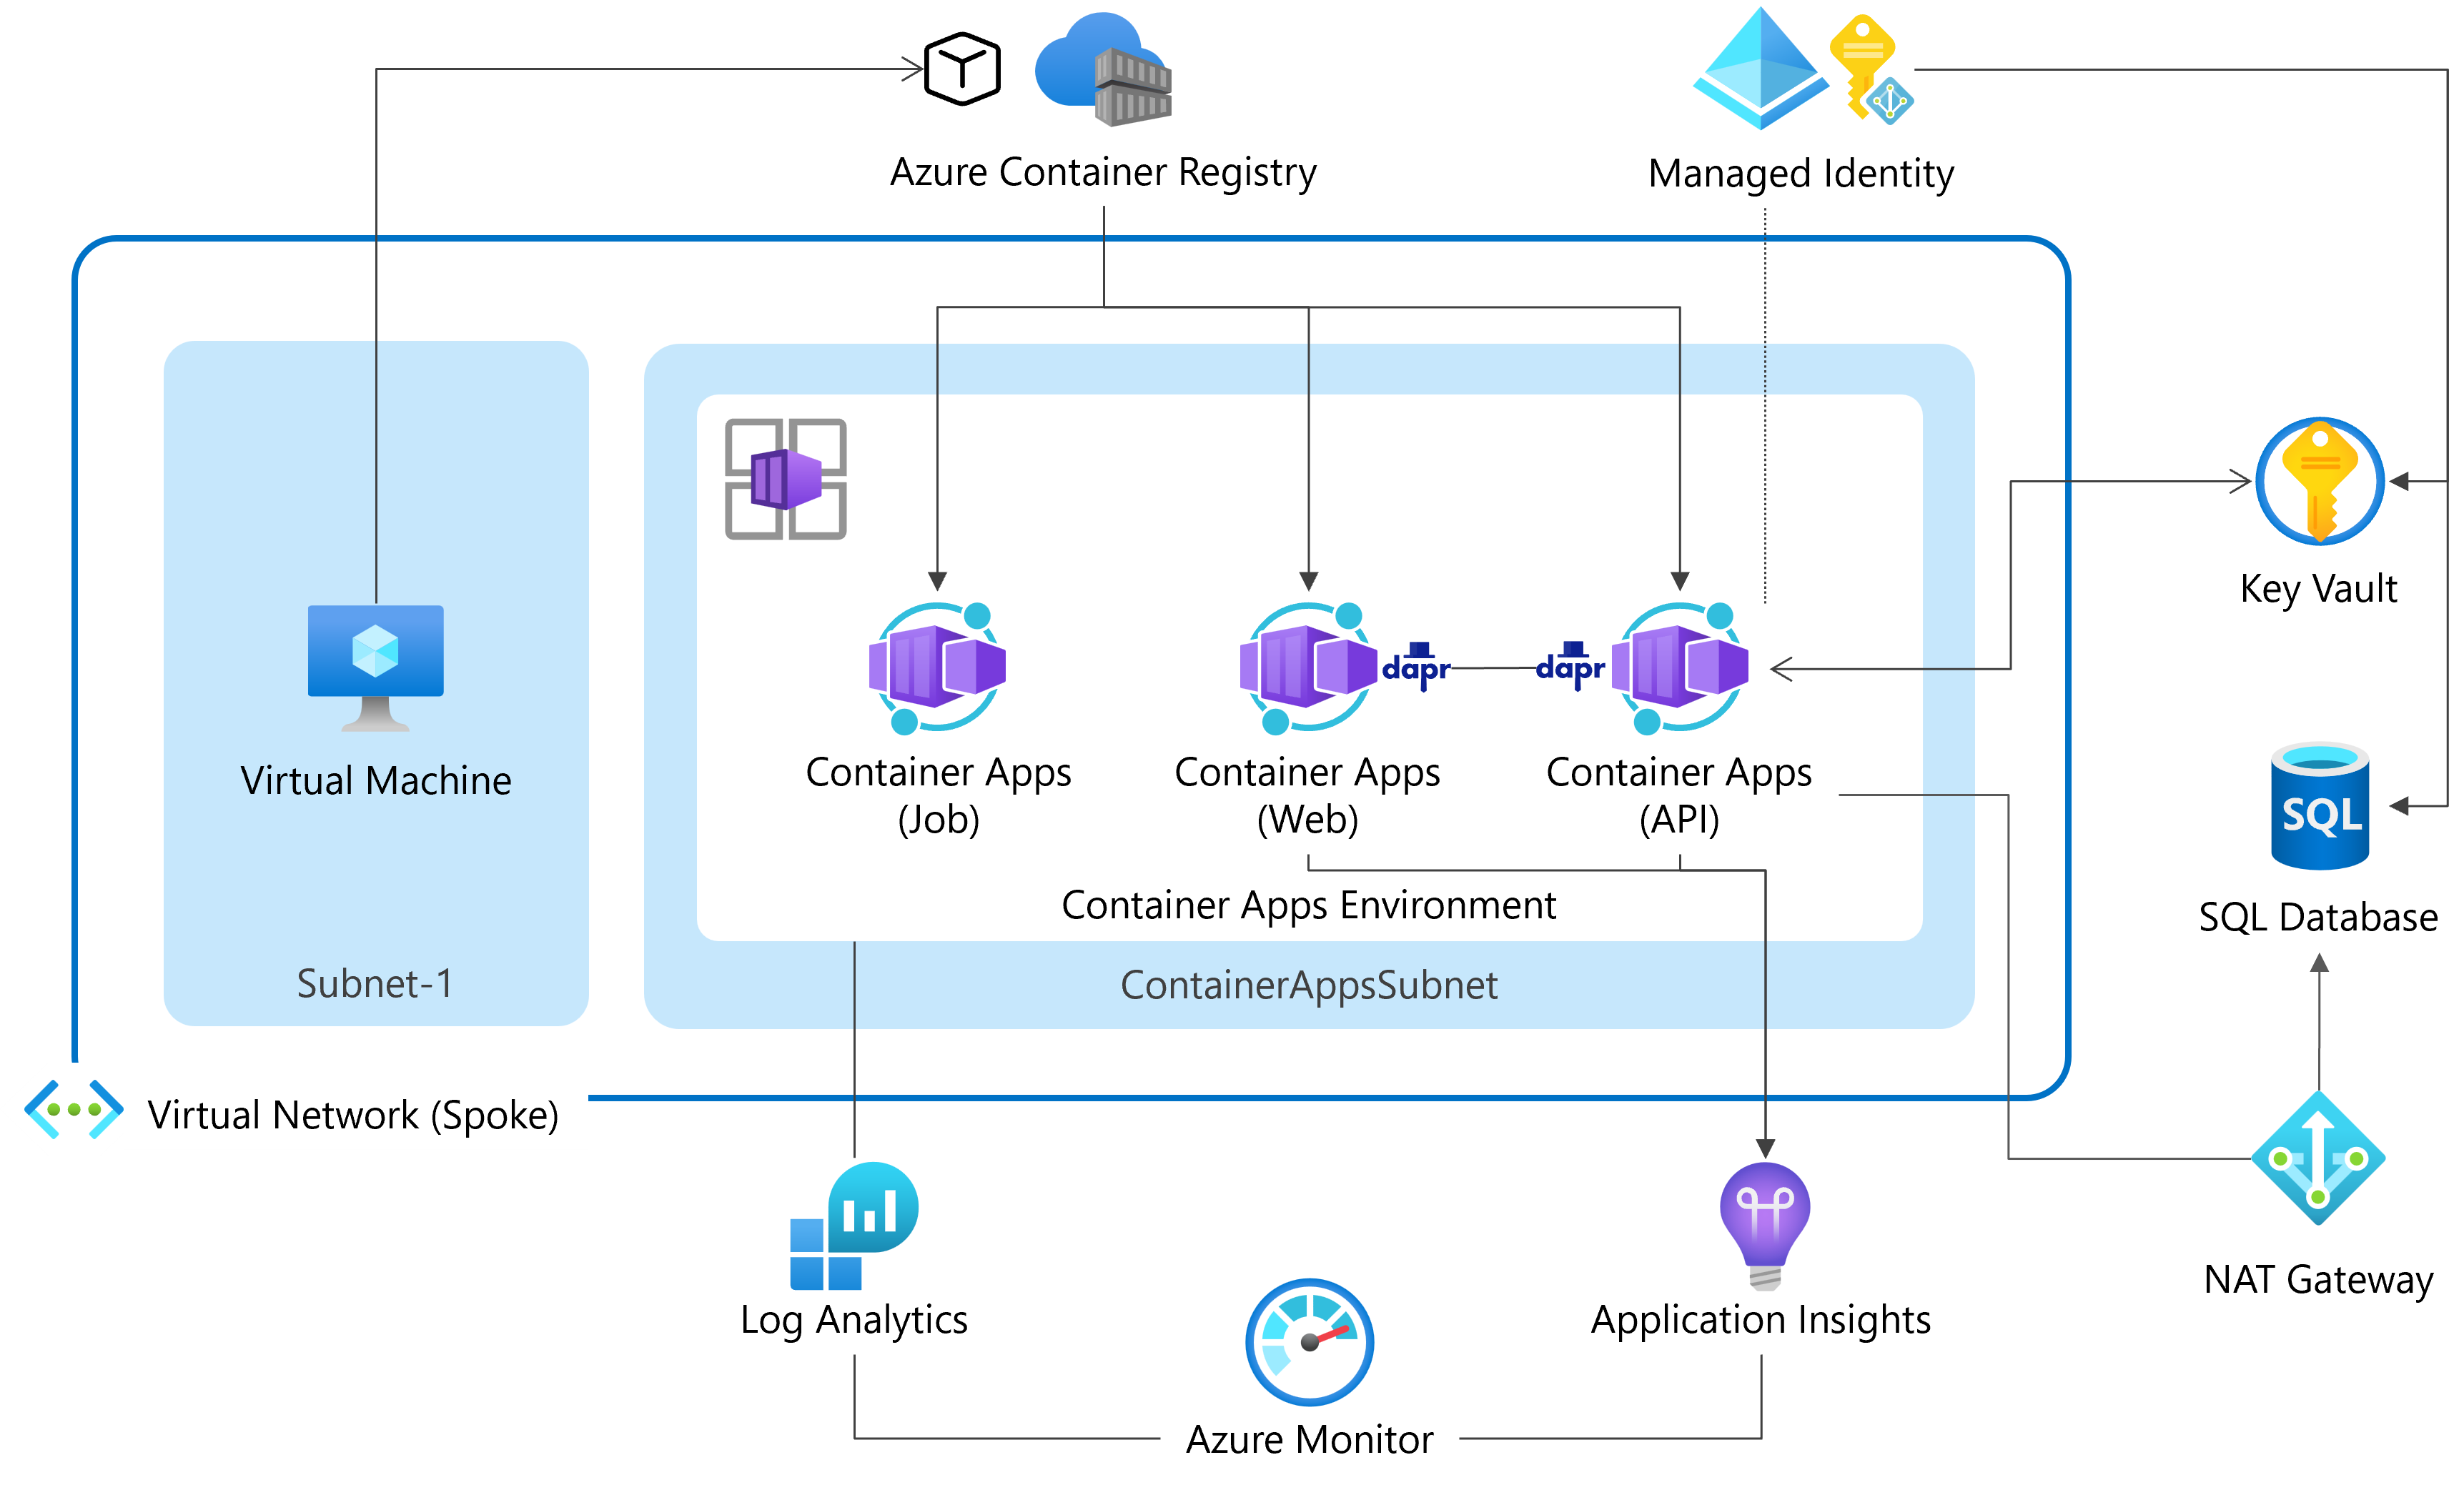 Azure Container Registry
Managed Identity
Key Vault
dapr
dapr
Virtual Machine
Container Apps
(Job)
Container Apps
(Web)
Container Apps
(API)
SQL
SQL Database
Container Apps Environment
Subnet-1
ContainerAppsSubnet
Virtual Network (Spoke)
NAT Gateway
Log Analytics
Application Insights
Azure Monitor